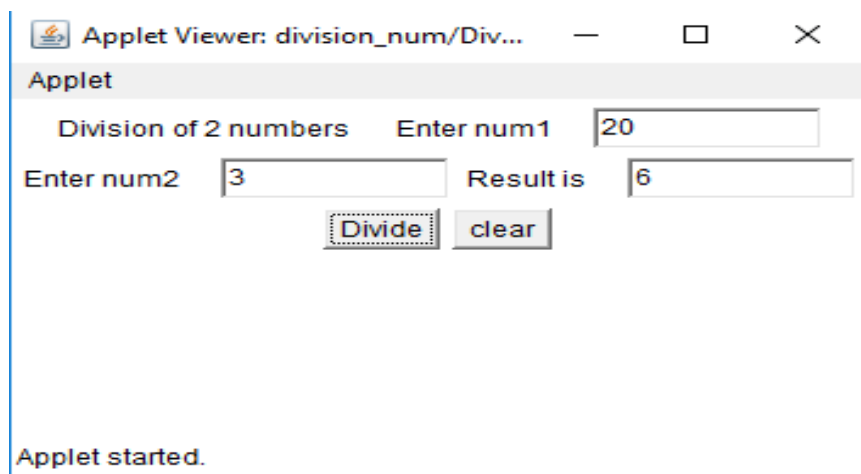 Applet Viewer: division_num/Div...
Applet
Division of 2 numbers Enter num1 20
Enter num2 3 Result is 6
Divide clear
Applet started.